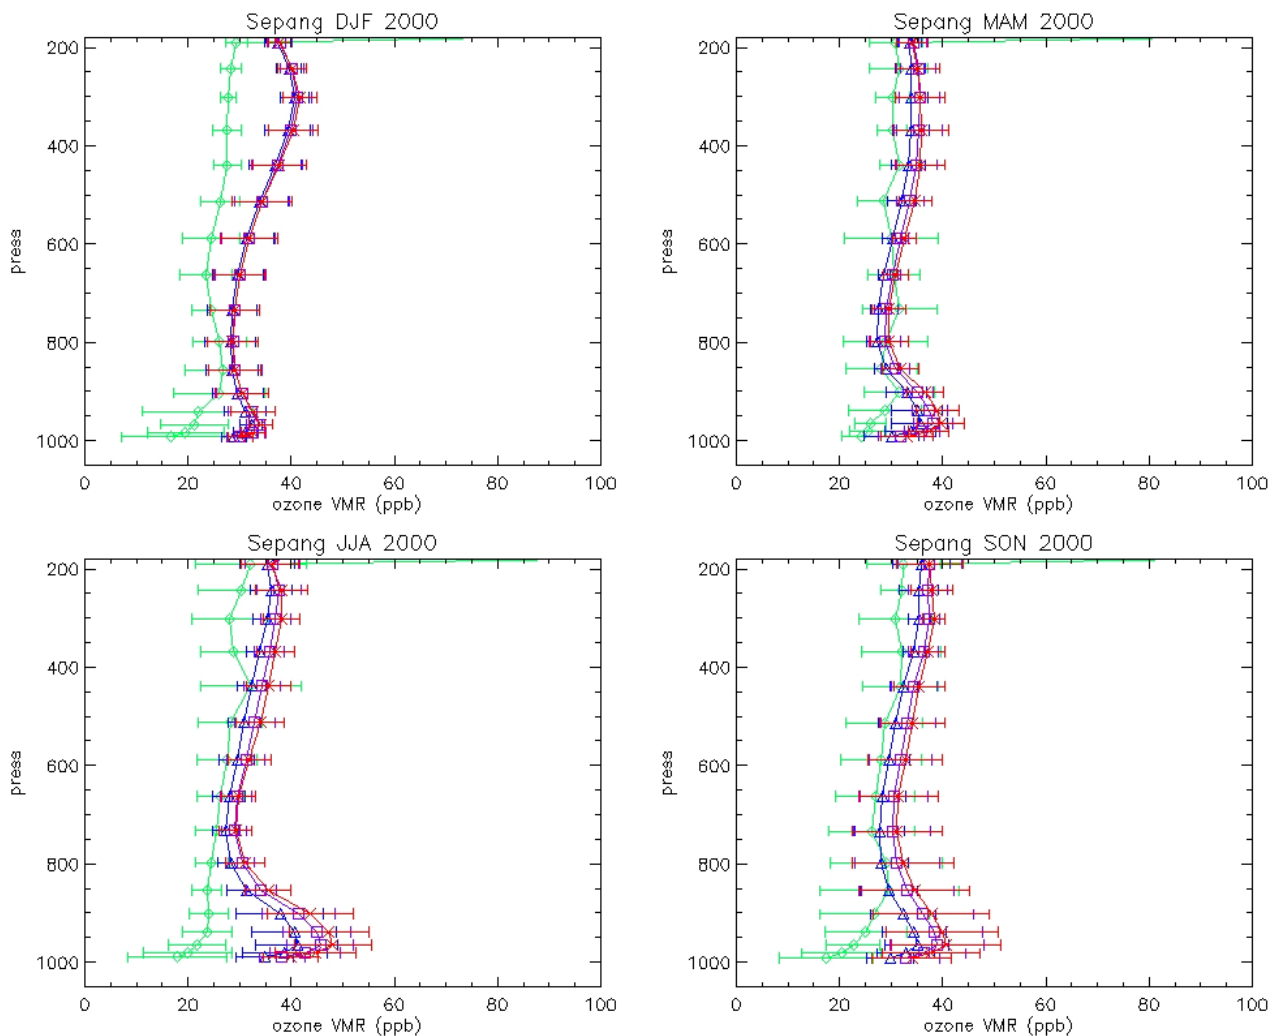 Sepang DJF 2000
200
400
600
800
1000
press
0 20 40 60 80 100
ozone VMR (ppb)
Sepang MAM 2000
200
400
600
800
1000
press
0 20 40 60 80 100
ozone VMR (ppb)
Sepang JJA 2000
200
400
600
800
1000
press
0 20 40 60 80 100
ozone VMR (ppb)
Sepang SON 2000
200
400
600
800
1000
press
0 20 40 60 80 100
ozone VMR (ppb)